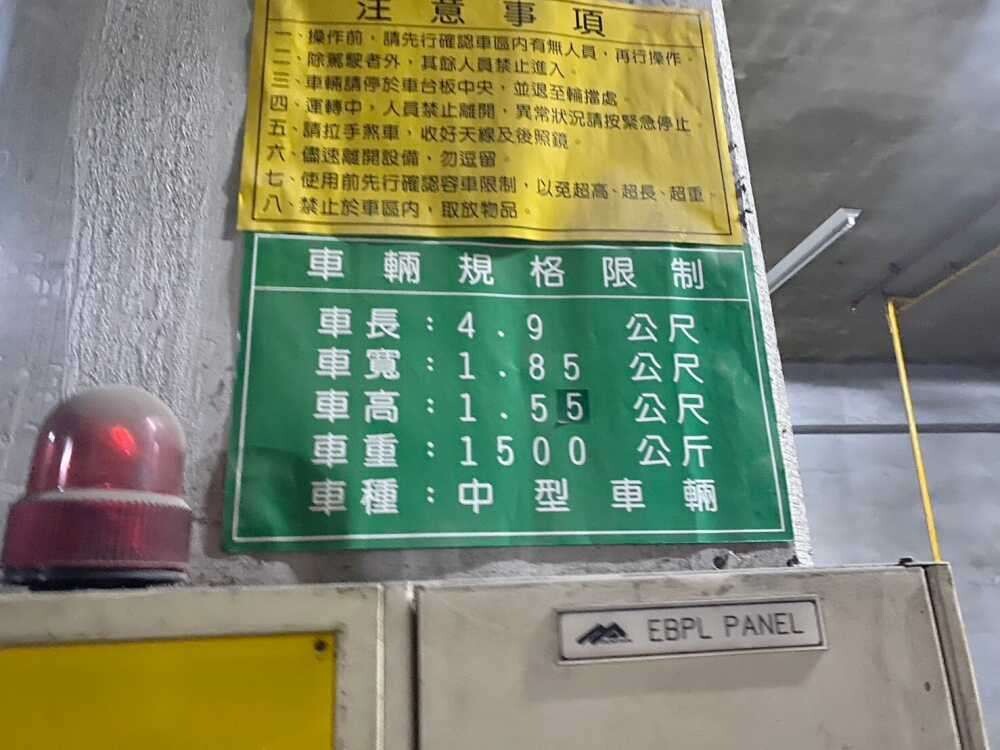 注意事項
一、操作前，請先行確認車區內有無人員，再行操作。
二、除駕駛者外，其餘人員禁止進入。
三、車輛請停於車台板中央，並退至輪擋處。
四、運轉中，人員禁止離開，異常狀況請按緊急停止。
五、請拉手煞車，收好天線及後照鏡。
六、儘速離開設備，勿逗留。
七、使用前先行確認容車限制，以免超高、超長、超重。
八、禁止於車區內，取放物品。
車輛規格限制
車長：4.9 公尺
車寬：1.85 公尺
車高：1.55 公尺
車重：1500 公斤
車種：中型車輛
EBPL PANEL